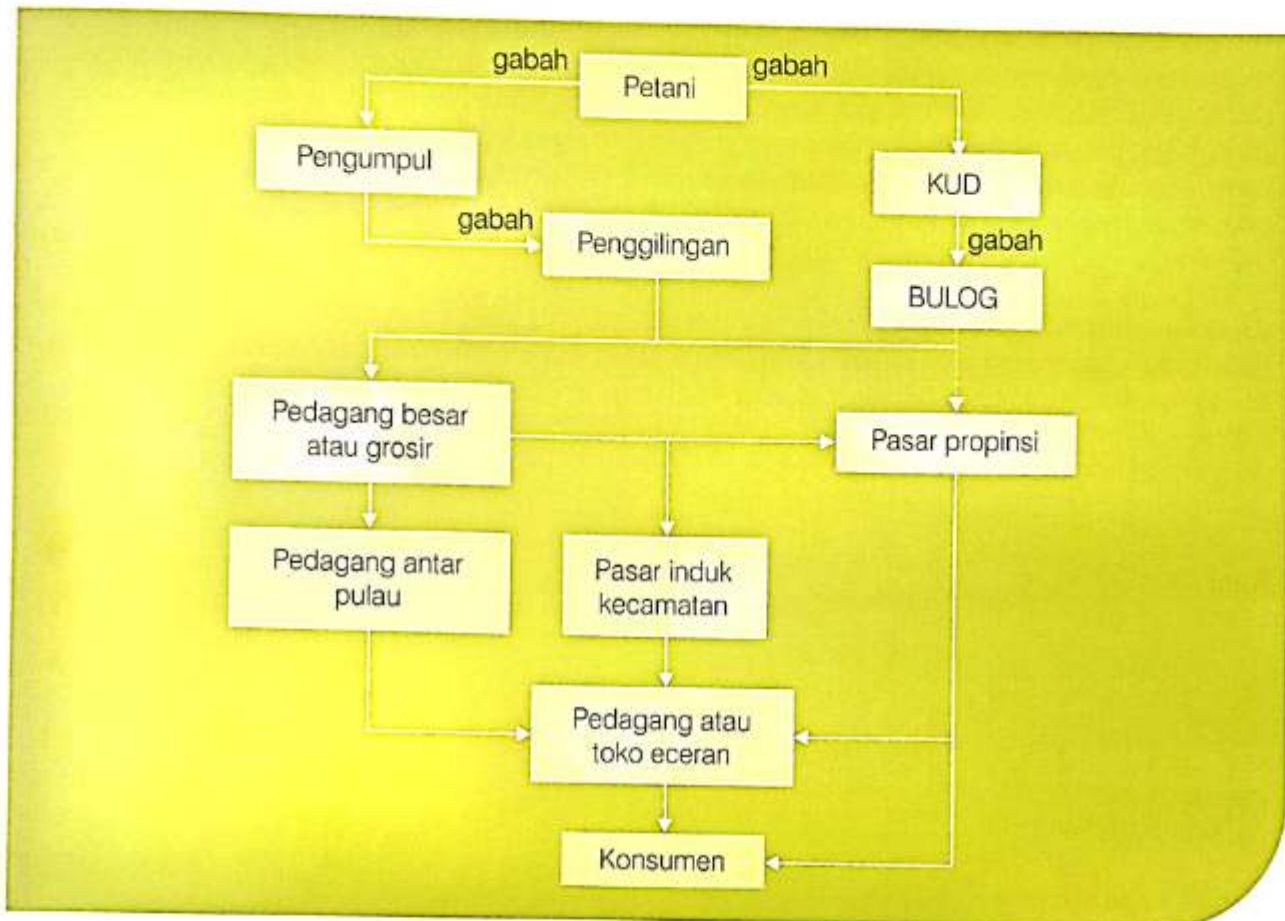 gabah
Petani
gabah
Pengumpul
KUD
gabah
Penggilingan
gabah
BULOG
Pedagang besar
atau grosir
Pasar propinsi
Pedagang antar
pulau
Pasar induk
kecamatan
Pedagang atau
toko eceran
Konsumen